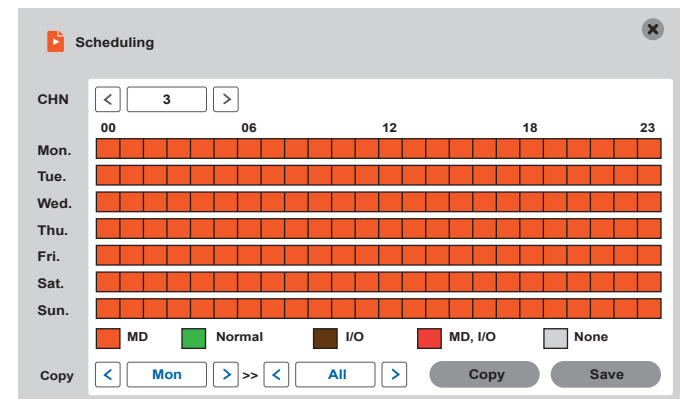 Scheduling
CHN < 3 >
00 06 12 18 23
Mon.
Tue.
Wed.
Thu.
Fri.
Sat.
Sun.
MD Normal I/O MD, I/O None
Copy < Mon > >> < All > Copy Save